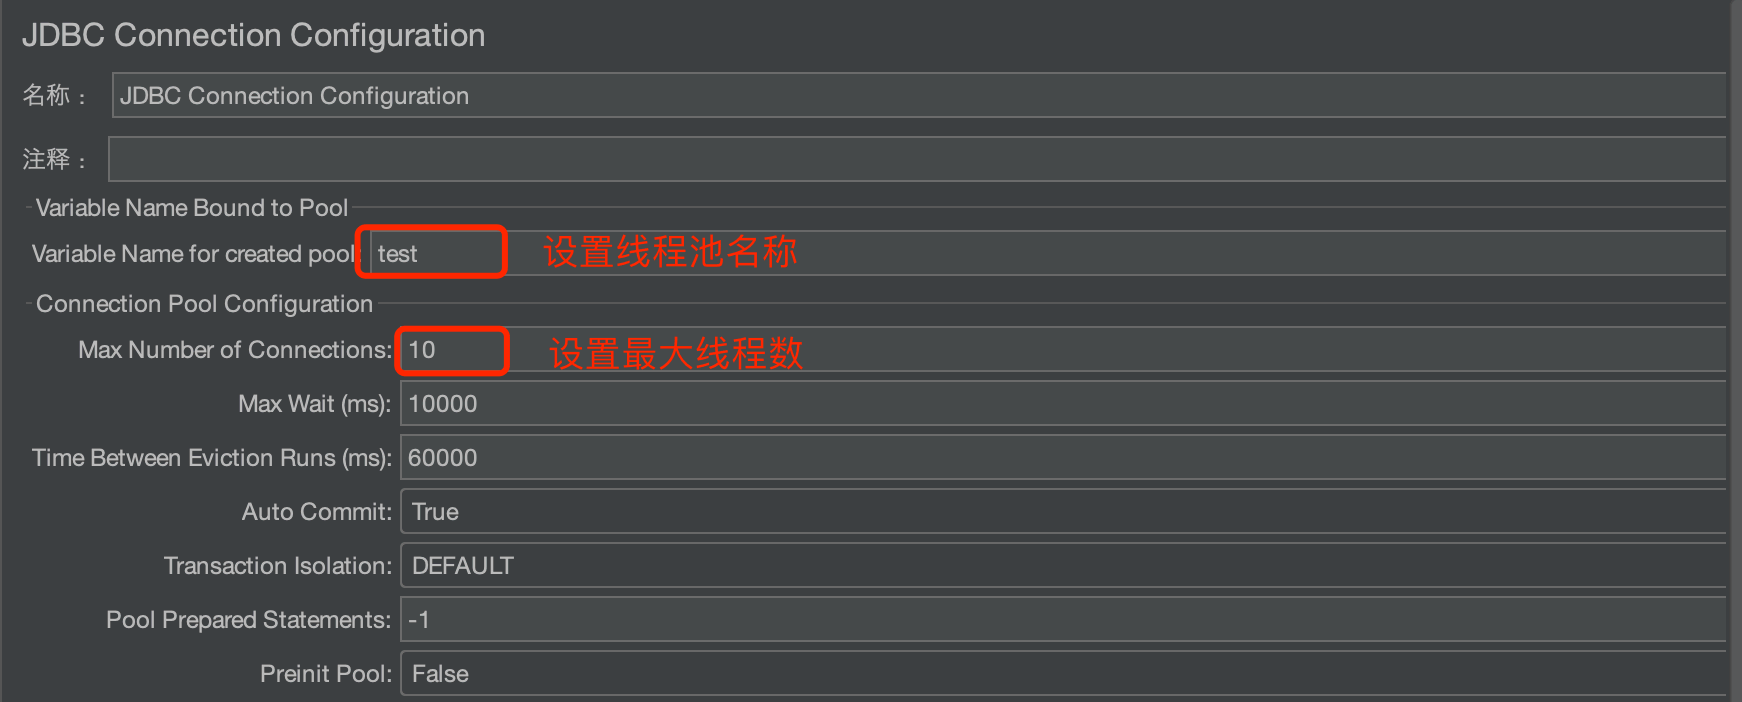 JDBC Connection Configuration
名称： JDBC Connection Configuration
注释：
Variable Name Bound to Pool
Variable Name for created pool: test 设置线程池名称
Connection Pool Configuration
Max Number of Connections: 10 设置最大线程数
Max Wait (ms): 10000
Time Between Eviction Runs (ms): 60000
Auto Commit: True
Transaction Isolation: DEFAULT
Pool Prepared Statements: -1
Preinit Pool: False